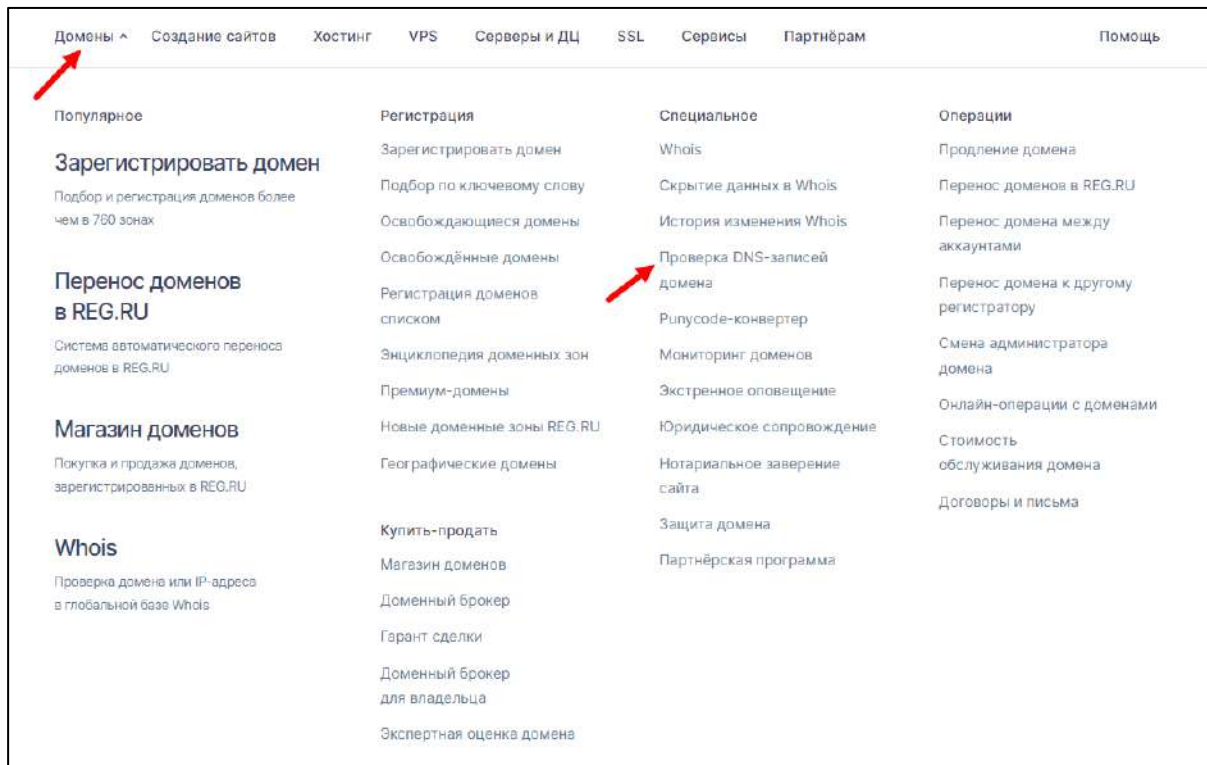 Домены Создание сайтов Хостинг VPS Серверы и ДЦ SSL Сервисы Партнёрам Помощь
Популярное
Зарегистрировать домен
Подбор и регистрация доменов более
чем в 760 зонах
Перенос доменов
в REG.RU
Система автоматического переноса
доменов в REG.RU
Магазин доменов
Покупка и продажа доменов,
зарегистрированных в REG.RU
Whois
Проверка домена или IP-адреса
в глобальной базе Whois
Регистрация
Зарегистрировать домен
Подбор по ключевому слову
Освобождающиеся домены
Освобождённые домены
Регистрация доменов
списком
Энциклопедия доменных зон
Премиум-домены
Новые доменные зоны REG.RU
Географические домены
Купить-продать
Магазин доменов
Доменный брокер
Гарант сделки
Доменный брокер
для владельца
Экспертная оценка домена
Специальное
Whois
Скрытие данных в Whois
История изменения Whois
Проверка DNS-записей
домена
Punycode-конвертер
Мониторинг доменов
Экстренное оповещение
Юридическое сопровождение
Нотариальное заверение
сайта
Защита домена
Партнёрская программа
Операции
Продление домена
Перенос доменов в REG.RU
Перенос домена между
аккаунтами
Перенос домена к другому
регистратору
Смена администратора
домена
Онлайн-операции с доменами
Стоимость
обслуживания домена
Договоры и письма